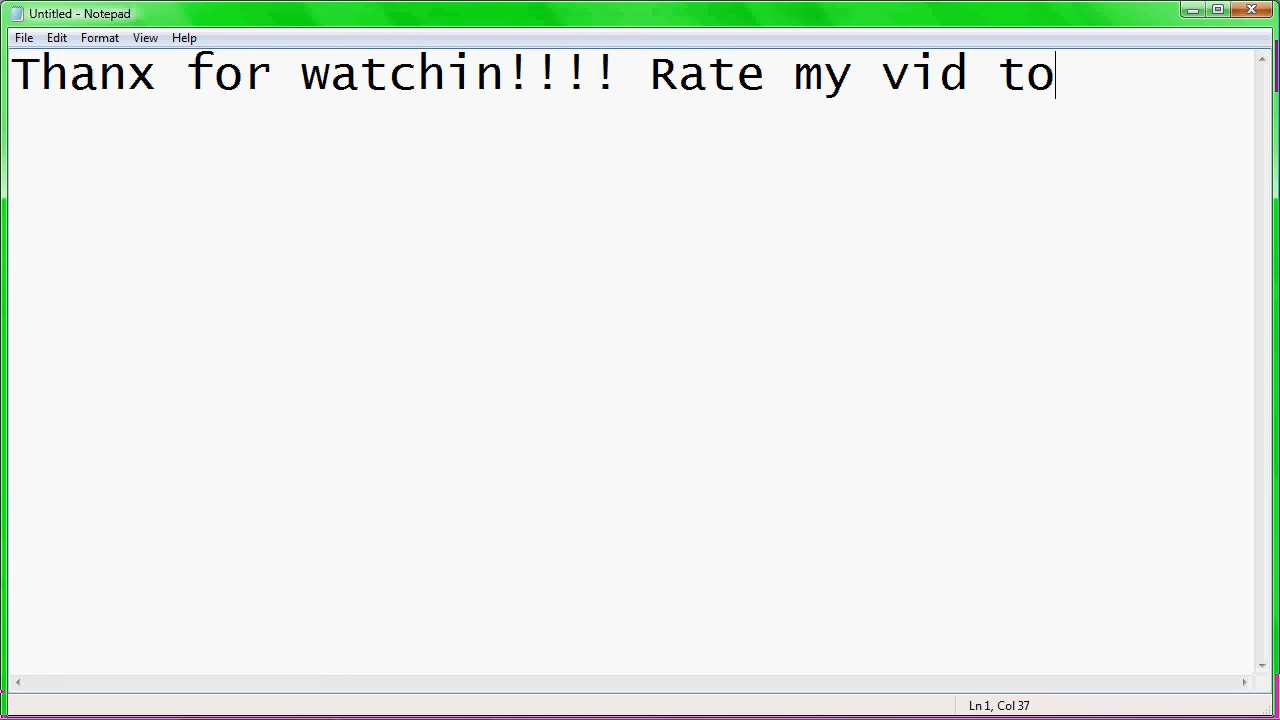 Untitled - Notepad
File Edit Format View Help
Thanx for watchin!!!! Rate my vid to
Ln 1, Col 37